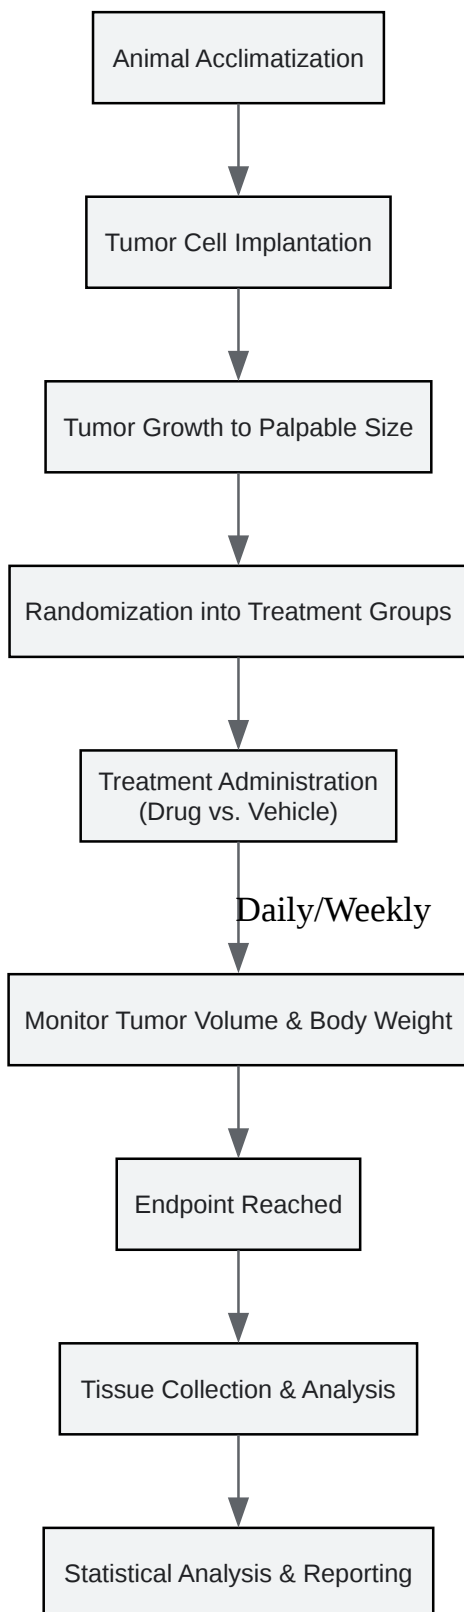 Animal Acclimatization
Tumor Cell Implantation
Tumor Growth to Palpable Size
Randomization into Treatment Groups
Treatment Administration
(Drug vs. Vehicle)
Daily/Weekly
Monitor Tumor Volume & Body Weight
Endpoint Reached
Tissue Collection & Analysis
Statistical Analysis & Reporting